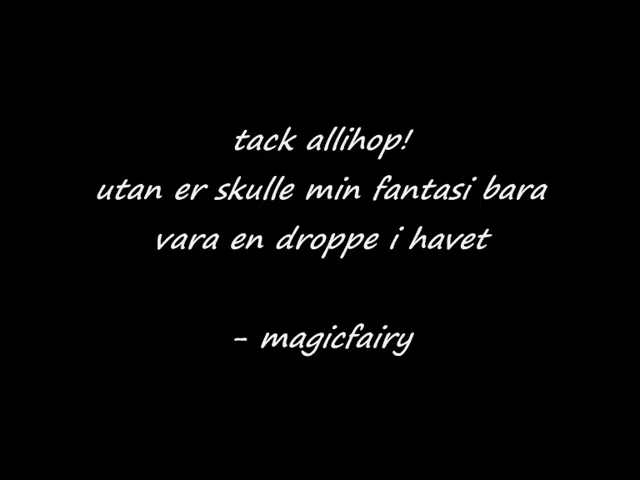 tack allihop!
utan er skulle min fantasi bara
vara en droppe i havet
- magicfairy